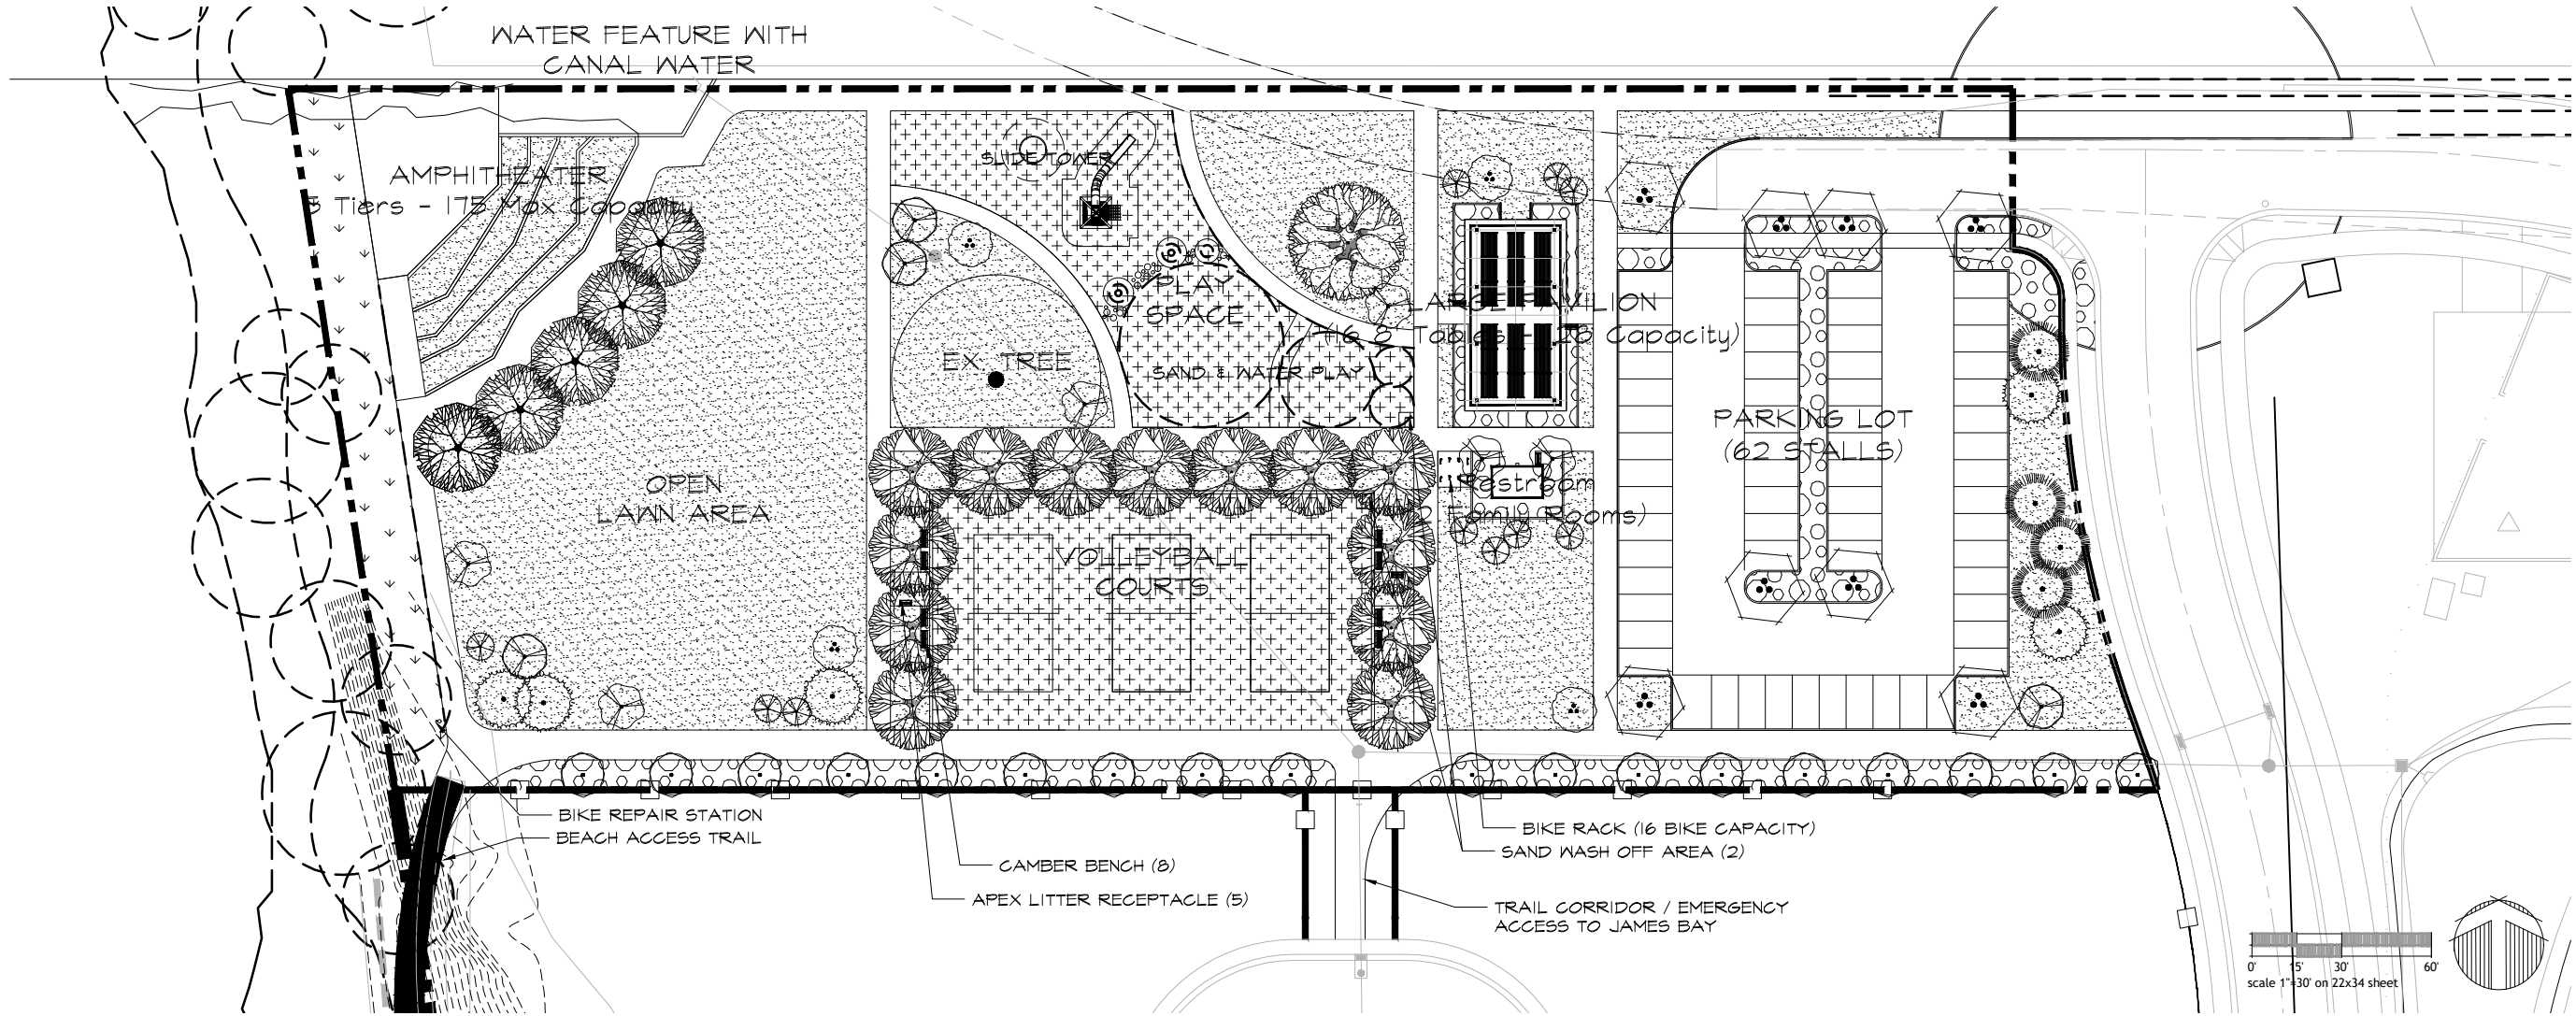 WATER FEATURE WITH
CANAL WATER
AMPHITHEATER
Tiers - 175 Max Capacity
SLIDE TOWER
PLAY
SPACE
EX. TREE
SAND & WATER PLAY
LARGE PAVILION
(16 8' Tables - Capacity)
PARKING LOT
(62 STALLS)
OPEN
LAWN AREA
Restroom
Family Rooms)
VOLLEYBALL
COURTS
BIKE REPAIR STATION
BEACH ACCESS TRAIL
CAMBER BENCH (8)
APEX LITTER RECEPTACLE (5)
BIKE RACK (16 BIKE CAPACITY)
SAND WASH OFF AREA (2)
TRAIL CORRIDOR / EMERGENCY
ACCESS TO JAMES BAY
0' 15' 30' 60'
scale 1"=30' on 22x34 sheet